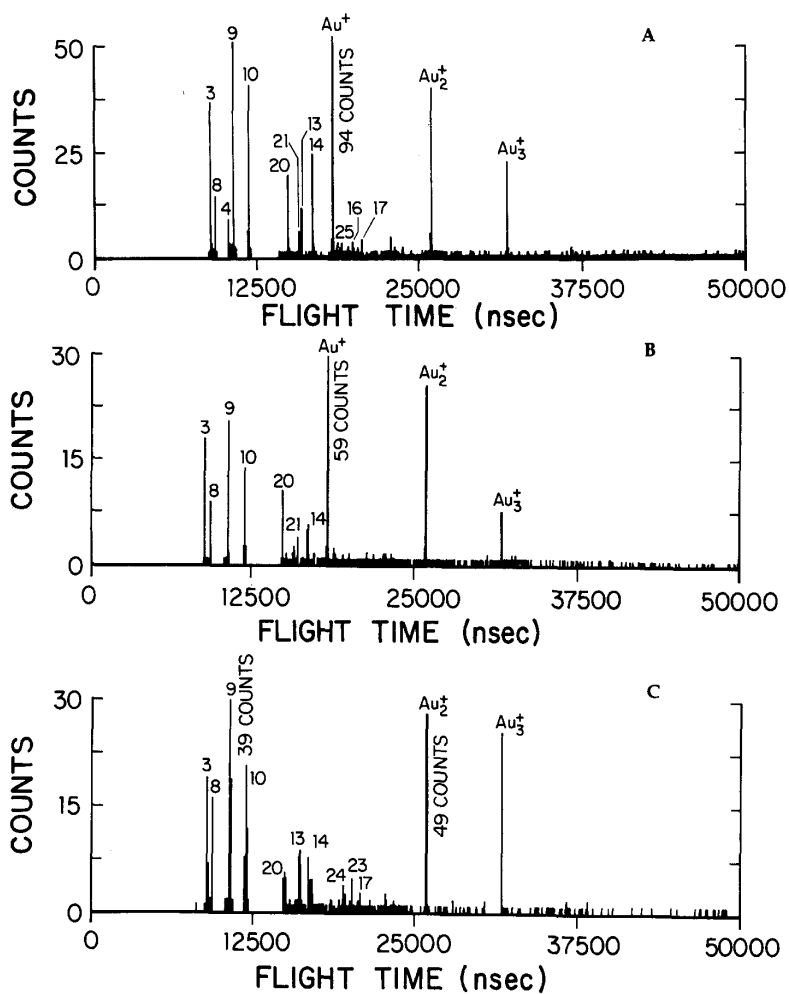 A
Au+
9
50
10
Au2+
3
94 COUNTS
13
21
14
Au3+
COUNTS
25
20
8
4
16 17
25
0
0 12500 25000 37500 50000
FLIGHT TIME (nsec)
B
Au+
30
Au2+
9
3
59 COUNTS
COUNTS
15
10
20
8
Au3+
21 14
0
0 12500 25000 37500 50000
FLIGHT TIME (nsec)
C
30
9
39 COUNTS
Au2+
Au3+
3
8
10
49 COUNTS
COUNTS
15
13 14
20
24 23
17
0
0 12500 25000 37500 50000
FLIGHT TIME (nsec)